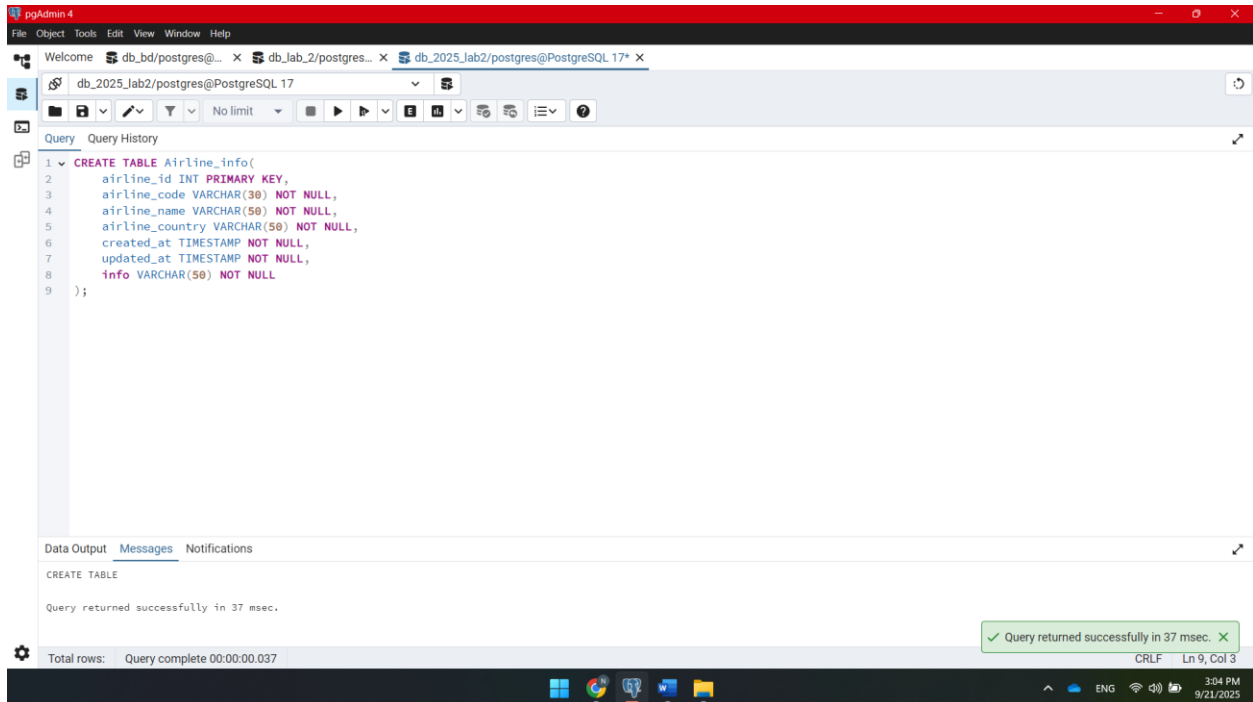 pgAdmin 4
File Object Tools Edit View Window Help
Welcome db_bd/postgres@... db_lab_2/postgres... db_2025_lab2/postgres@PostgreSQL 17*
db_2025_lab2/postgres@PostgreSQL 17
No limit
Query Query History
1 CREATE TABLE Airline_info(
2 airline_id INT PRIMARY KEY,
3 airline_code VARCHAR(30) NOT NULL,
4 airline_name VARCHAR(50) NOT NULL,
5 airline_country VARCHAR(50) NOT NULL,
6 created_at TIMESTAMP NOT NULL,
7 updated_at TIMESTAMP NOT NULL,
8 info VARCHAR(50) NOT NULL
9 );
Data Output Messages Notifications
CREATE TABLE
Query returned successfully in 37 msec.
Query returned successfully in 37 msec.
Total rows: Query complete 00:00:00.037 CRLF Ln 9, Col 3
ENG 3:04 PM
9/21/2025